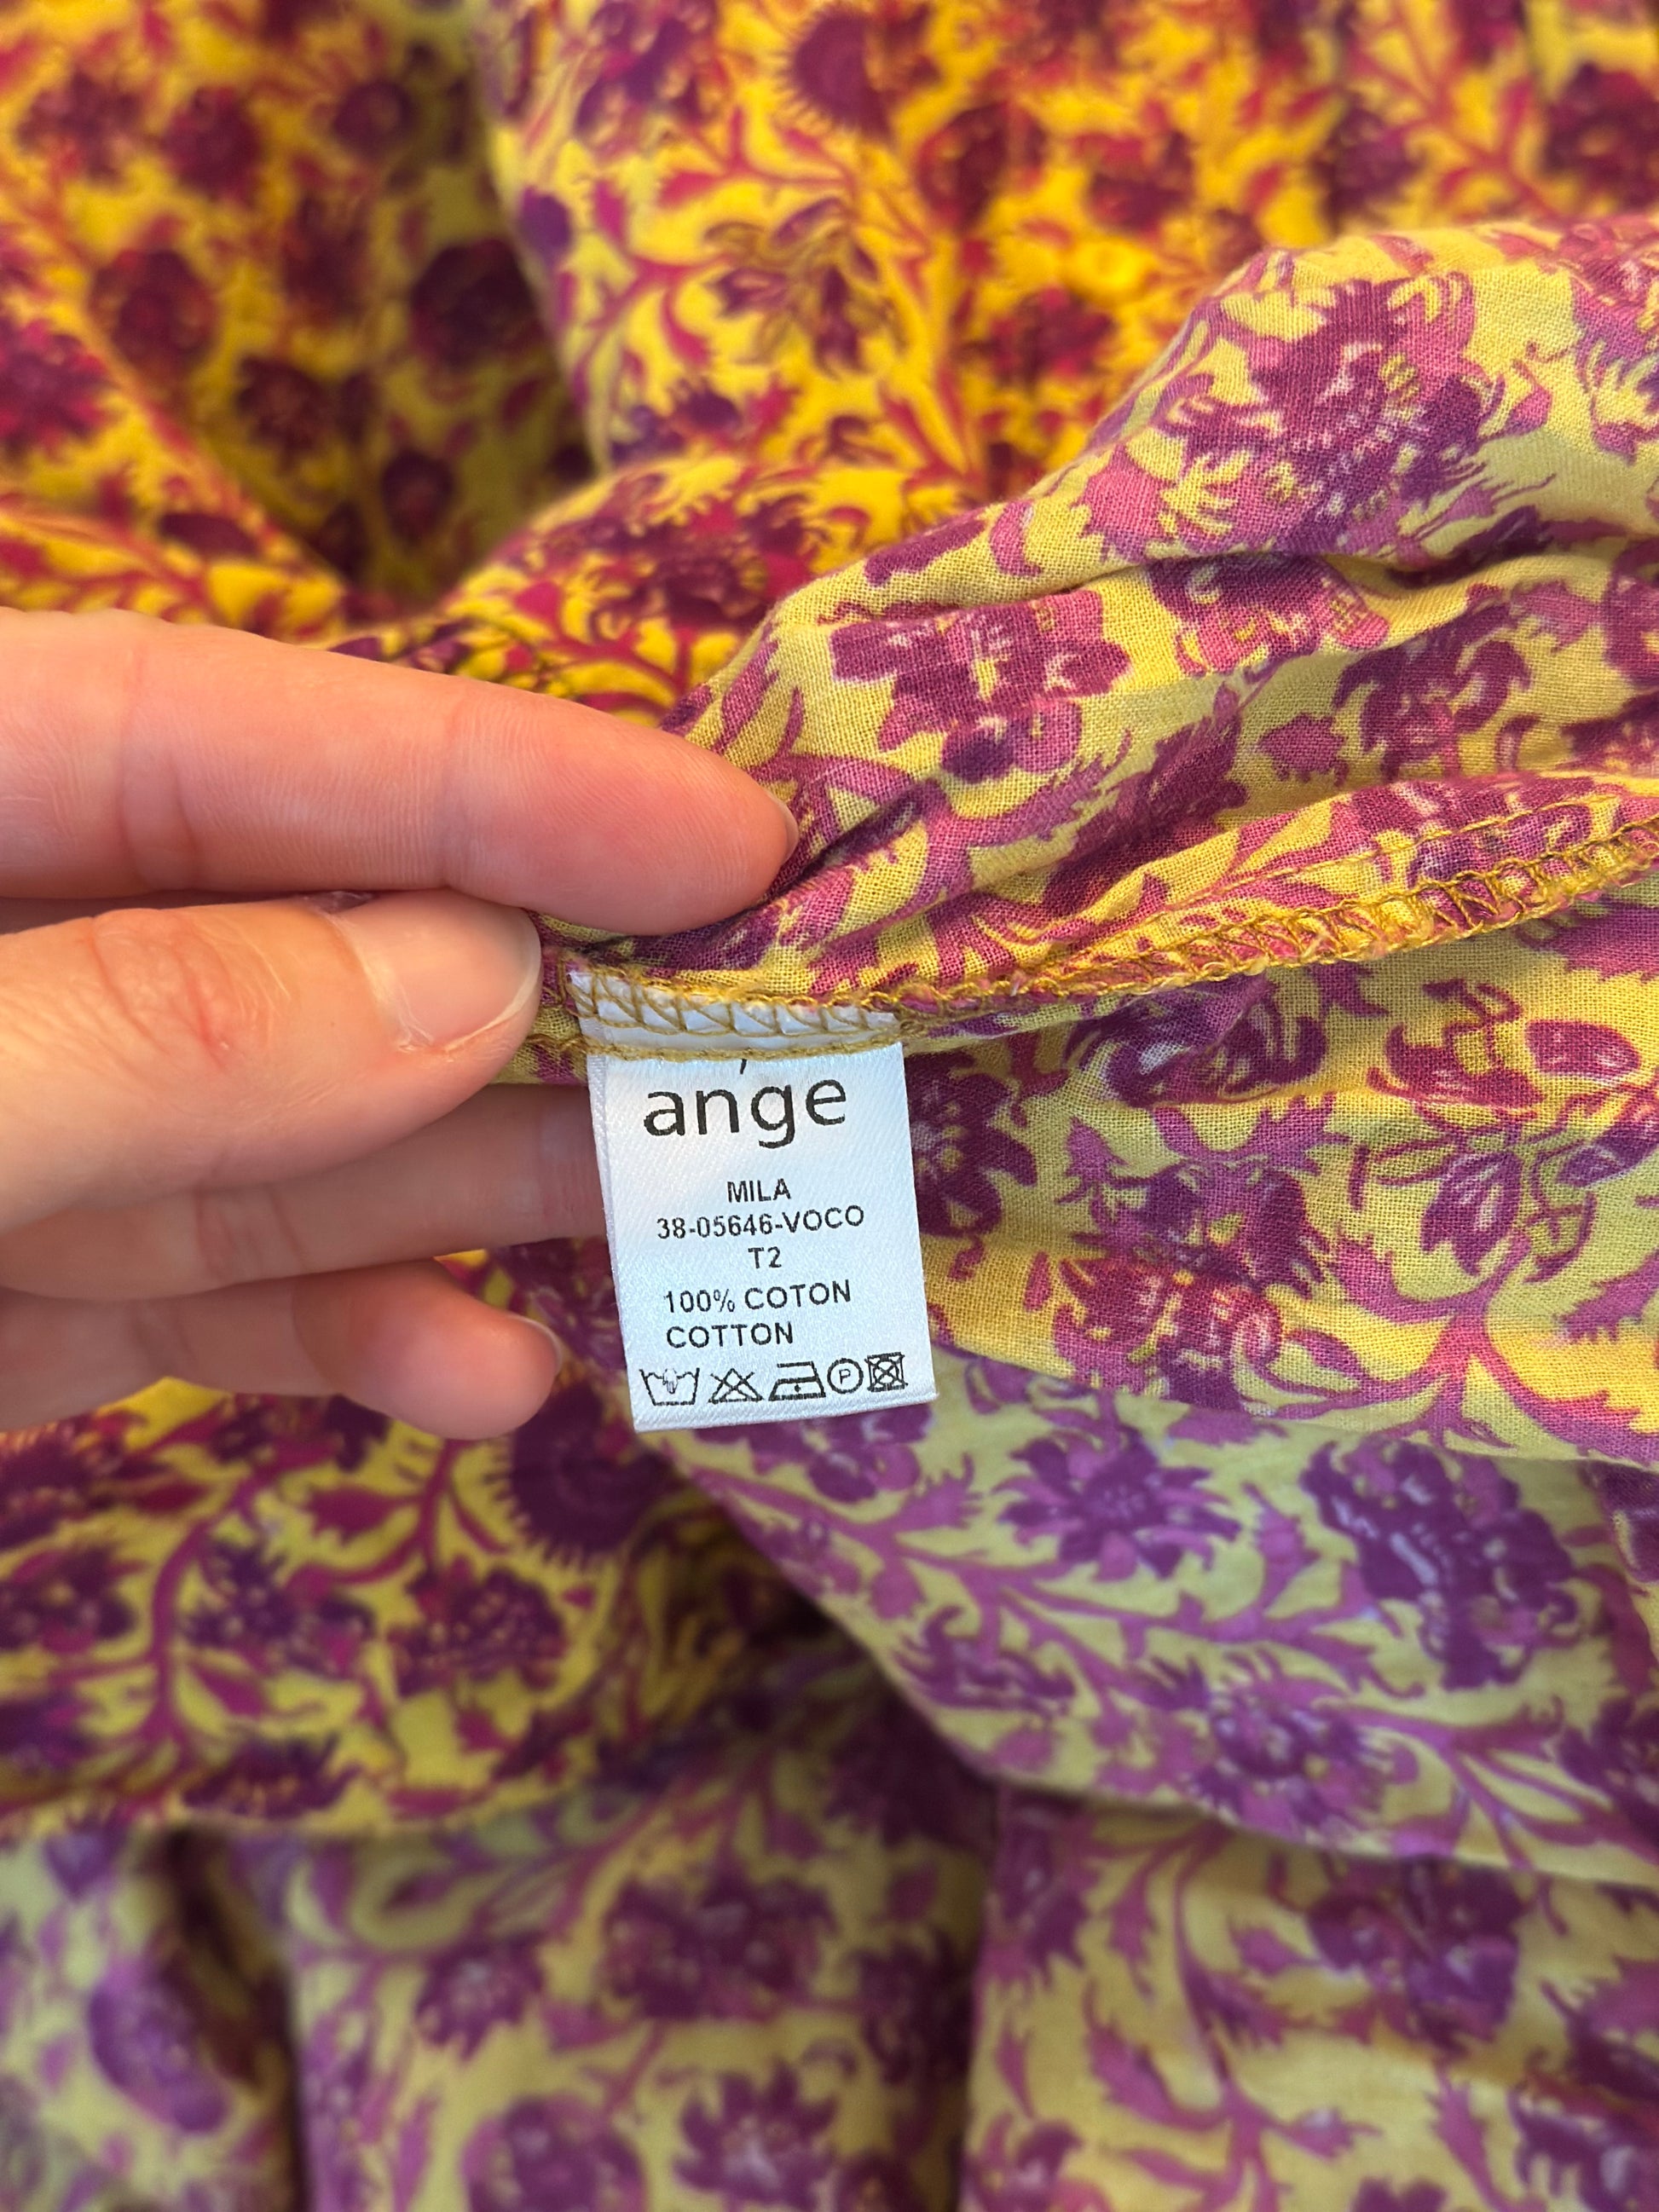 ange
MILA
38-05646-VOCO
T2
100% COTON
COTTON
P